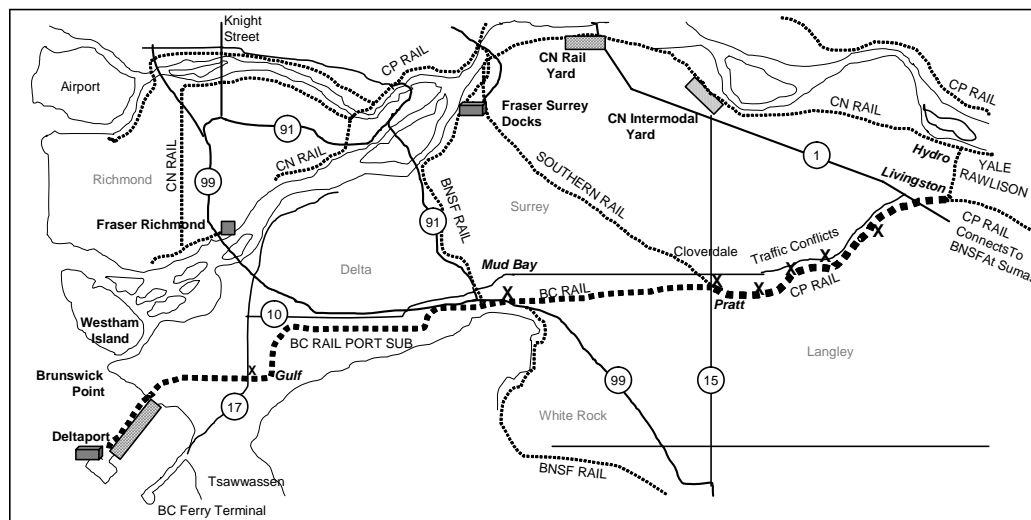 Knight
Street
Airport
CP RAIL
CN Rail
Yard
Fraser Surrey
Docks
CN Intermodal
Yard
CP RAIL
CN RAIL
91
CN RAIL
CN RAIL
1
Hydro
YALE
RAWLISON
Livingston
Richmond
99
SOUTHERN RAIL
BNSF RAIL
91
Surrey
Fraser Richmond
CP RAIL
ConnectsTo
BNSFAt Sumas
Cloverdale
Traffic Conflicts
Delta
Mud Bay
X
X
X
X
X
X
BC RAIL
Pratt
CP RAIL
Westham
Island
10
BC RAIL PORT SUB
Langley
Brunswick
Point
X
Gulf
99
15
17
White Rock
Deltaport
BNSF RAIL
Tsawwassen
BC Ferry Terminal